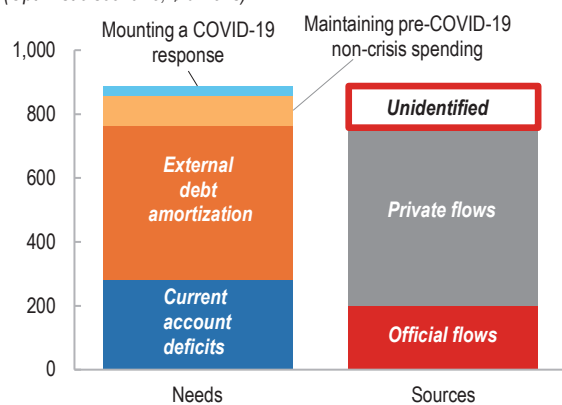 Mounting a COVID-19
response
Maintaining pre-COVID-19
non-crisis spending
1,000
800
600
400
200
0
External
debt
amortization
Current
account
deficits
Unidentified
Private flows
Official flows
Needs
Sources